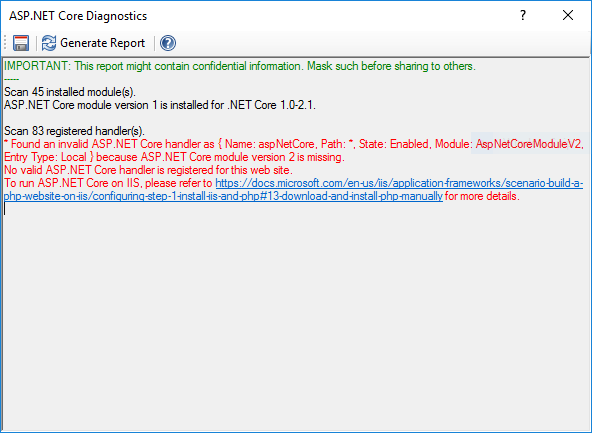 ASP.NET Core Diagnostics
Generate Report
IMPORTANT: This report might contain confidential information. Mask such before sharing to others.
-----
Scan 45 installed module(s).
ASP.NET Core module version 1 is installed for .NET Core 1.0-2.1.
Scan 83 registered handler(s).
* Found an invalid ASP.NET Core handler as { Name: aspNetCore, Path: *, State: Enabled, Module: AspNetCoreModuleV2,
Entry Type: Local } because ASP.NET Core module version 2 is missing.
No valid ASP.NET Core handler is registered for this web site.
To run ASP.NET Core on IIS, please refer to https://docs.microsoft.com/en-us/iis/application-frameworks/scenario-build-a-
php-website-on-iis/configuring-step-1-install-iis-and-php#13-download-and-install-php-manually for more details.